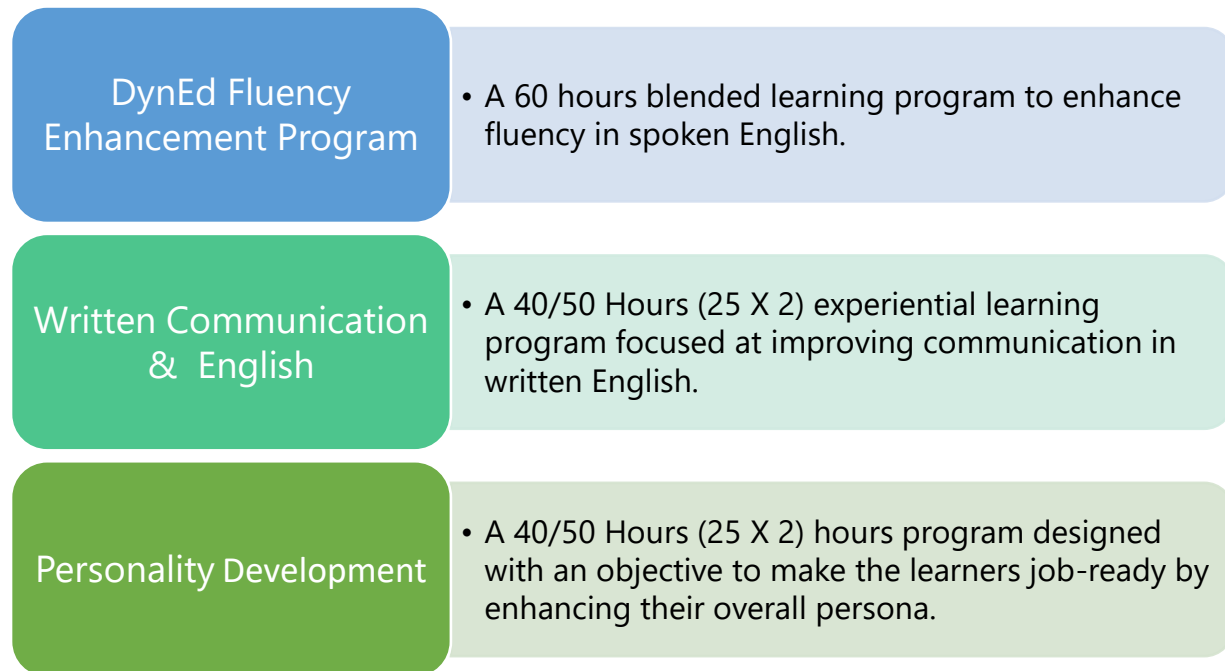 DynEd Fluency
Enhancement Program
• A 60 hours blended learning program to enhance
fluency in spoken English.
Written Communication
& English
• A 40/50 Hours (25 X 2) experiential learning
program focused at improving communication in
written English.
Personality Development
• A 40/50 Hours (25 X 2) hours program designed
with an objective to make the learners job-ready by
enhancing their overall persona.